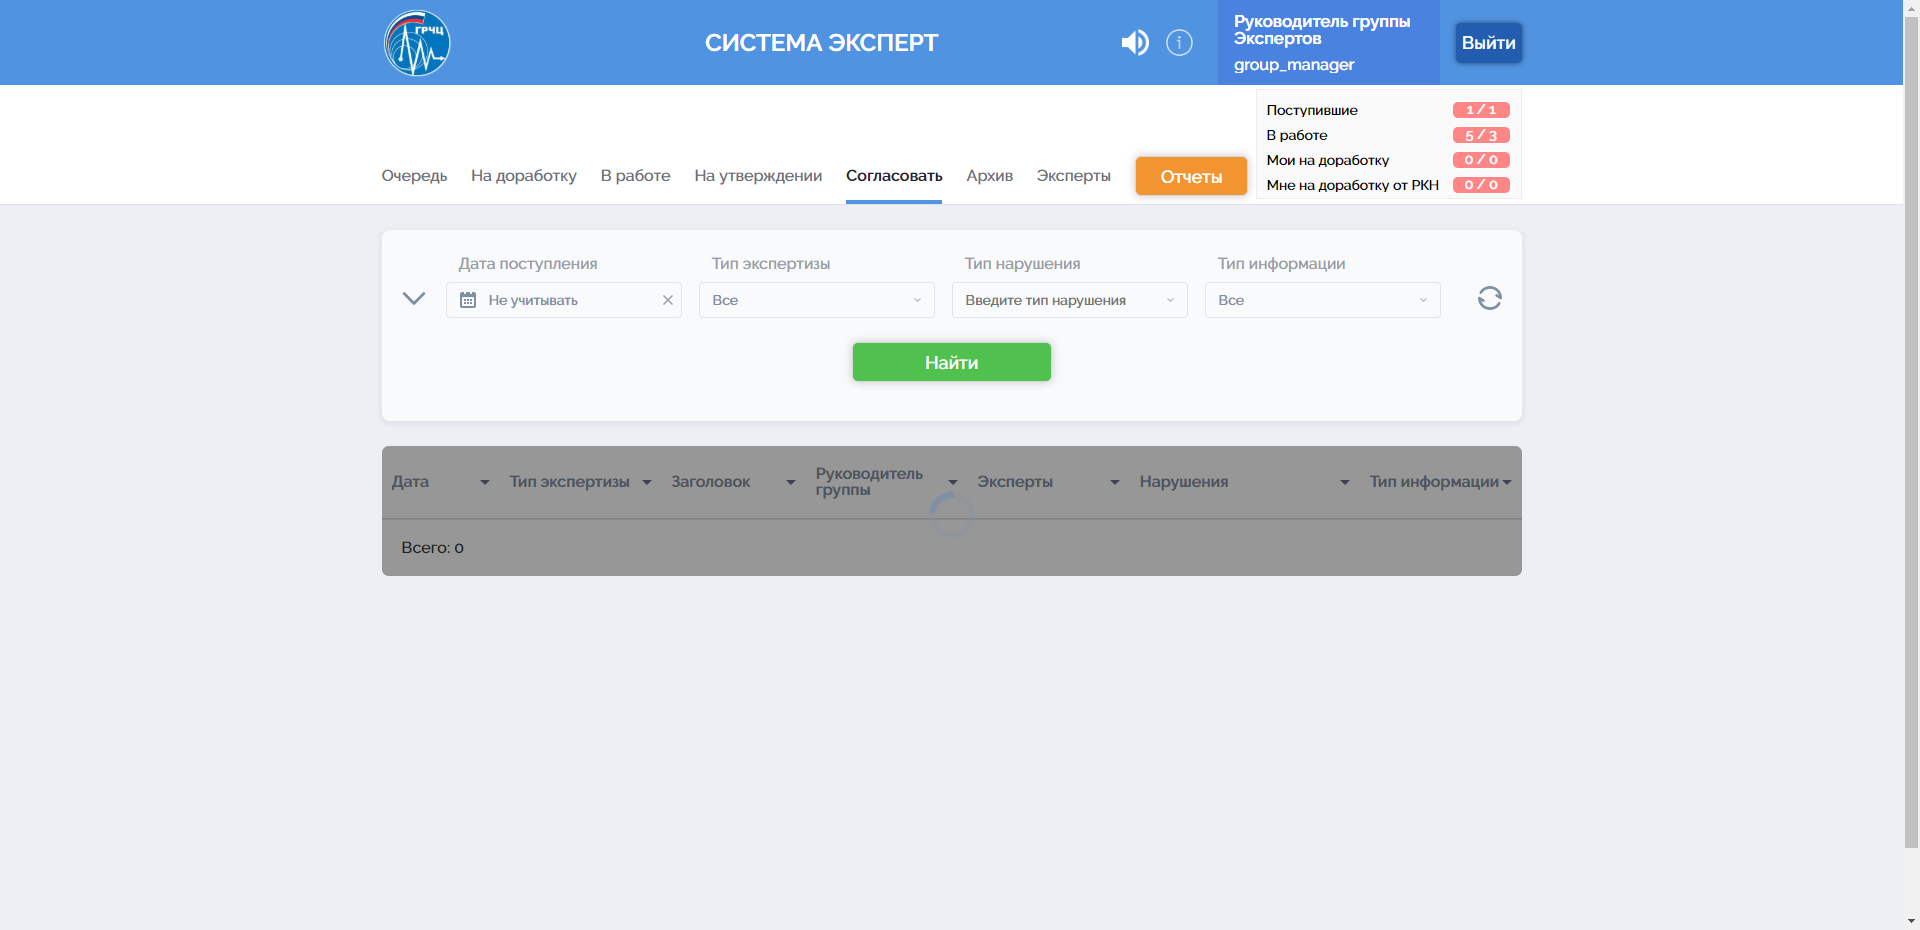 ГРЧЦ
СИСТЕМА ЭКСПЕРТ
Руководитель группы
Экспертов
group_manager
Выйти
Поступившие 1 / 1
В работе 5 / 3
Мои на доработку 0 / 0
Мне на доработку от РКН 0 / 0
Очередь На доработку В работе На утверждении Согласовать Архив Эксперты Отчеты
Дата поступления Тип экспертизы Тип нарушения Тип информации
Не учитывать Все Введите тип нарушения Все
Найти
Дата Тип экспертизы Заголовок Руководитель группы Эксперты Нарушения Тип информации
Всего: 0